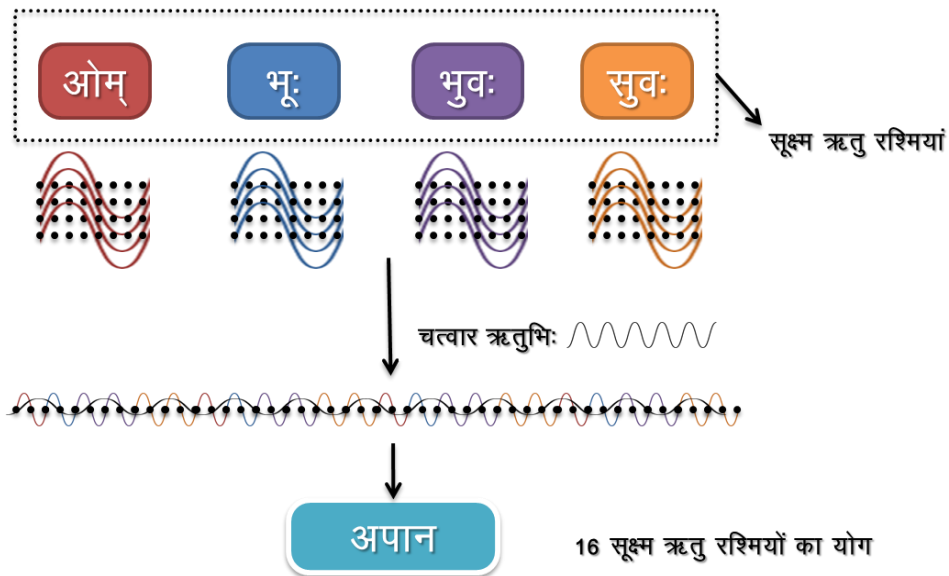 ओम्
भूः
भुवः
सुवः
सूक्ष्म ऋतु रश्मियां
चत्वार ऋतुभिः
अपान
16 सूक्ष्म ऋतु रश्मियों का योग